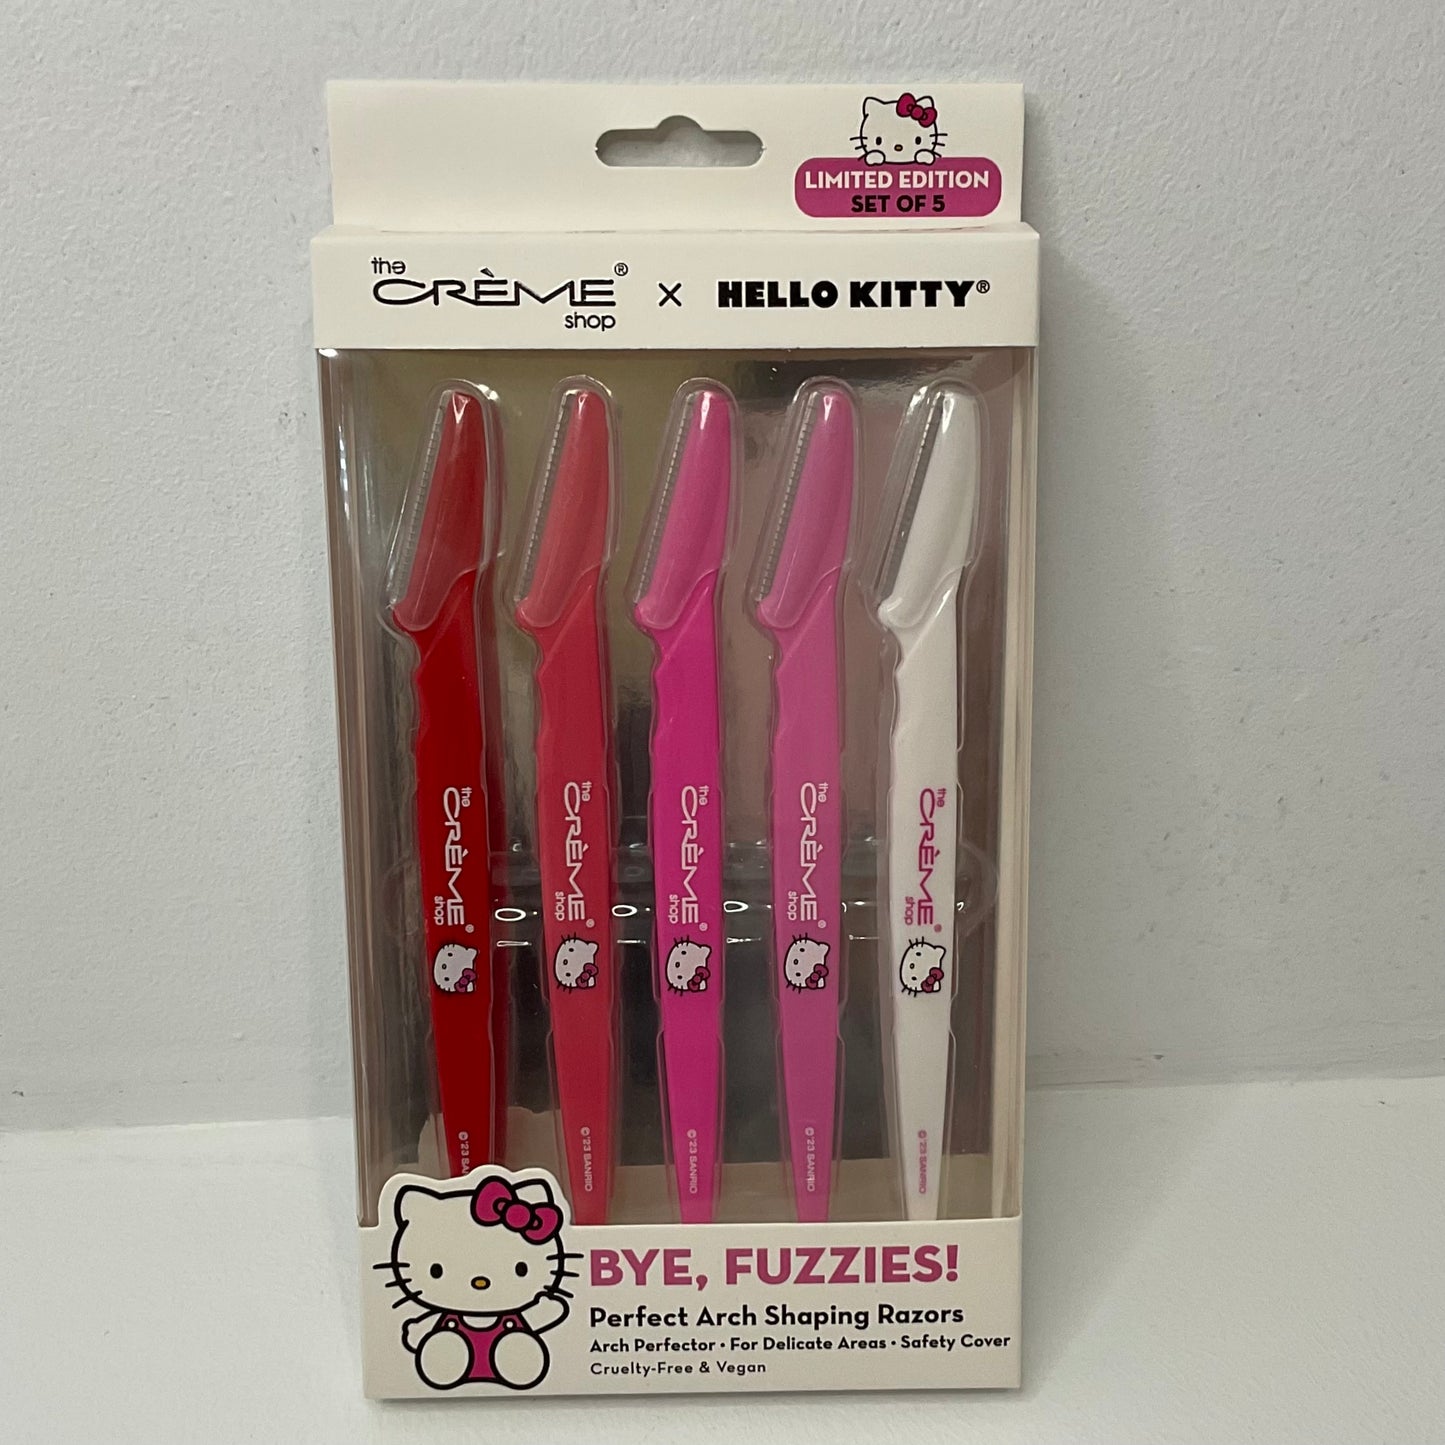 LIMITED EDITION
SET OF 5
the
CRÈME®
shop
X
HELLO KITTY®
the
CRÈME
shop®
the
CRÈME
shop®
the
CRÈME
shop®
the
CRÈME
shop®
the
CRÈME
shop®
© '23 SANR
© '23 SANRIO
© '23 SANRIO
© '23 SANRIO
© '23 SANRIO
BYE, FUZZIES!
Perfect Arch Shaping Razors
Arch Perfector • For Delicate Areas • Safety Cover
Cruelty-Free & Vegan